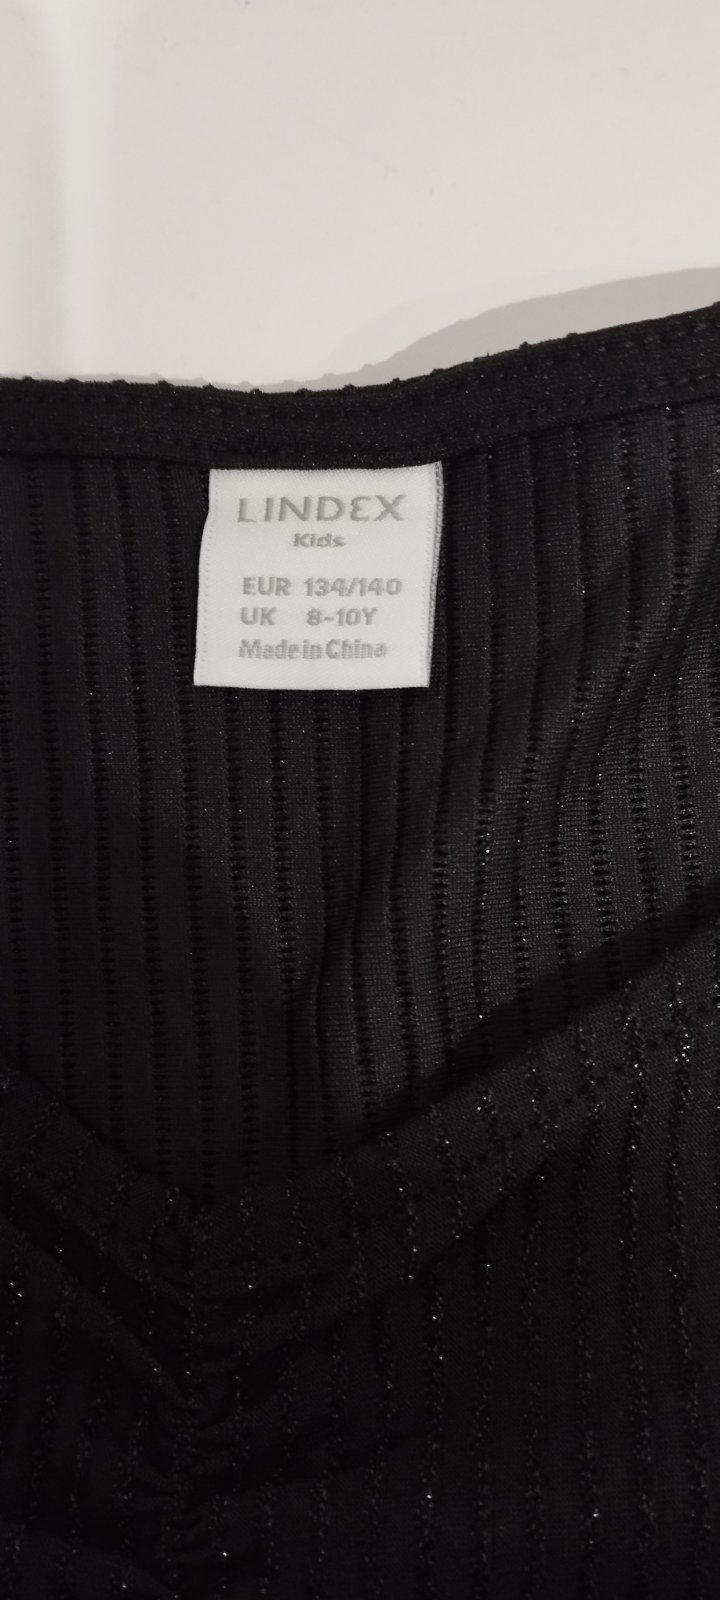 LINDEX
Kids
EUR 134/140
UK 8-10Y
Made in China